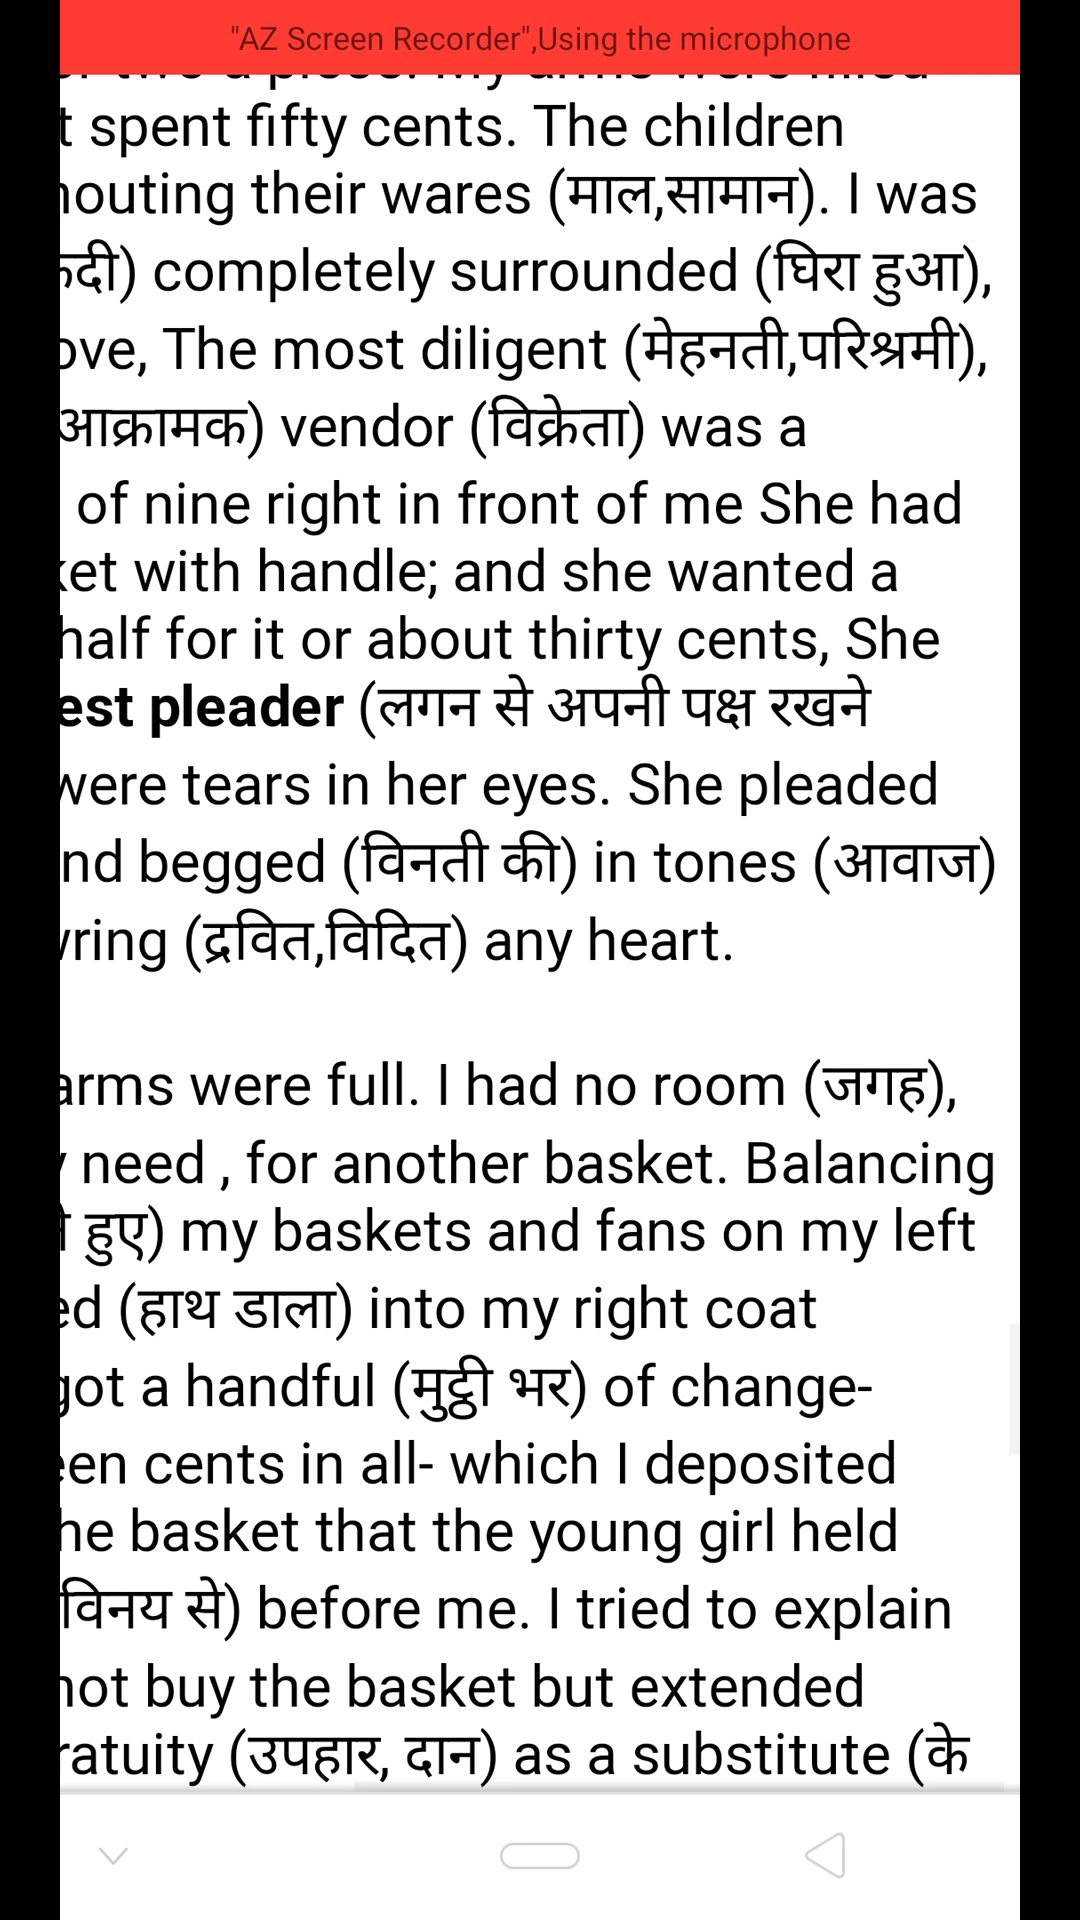 "AZ Screen Recorder",Using the microphone
spent fifty cents. The children
their wares (माल,सामान). I was
completely surrounded (घिरा हुआ),
The most diligent (मेहनती,परिश्रमी),
आक्रामक) vendor (विक्रेता) was a
of nine right in front of me She had
with handle; and she wanted a
half for it or about thirty cents, She
pleader (लगन से अपनी पक्ष रखने
were tears in her eyes. She pleaded
begged (विनती की) in tones (आवाज)
(द्रवित,विदित) any heart.
arms were full. I had no room (जगह),
need , for another basket. Balancing
हुए) my baskets and fans on my left
(हाथ डाला) into my right coat
got a handful (मुट्ठी भर) of change-
cents in all- which I deposited
basket that the young girl held
विनय से) before me. I tried to explain
not buy the basket but extended
(उपहार, दान) as a substitute (के